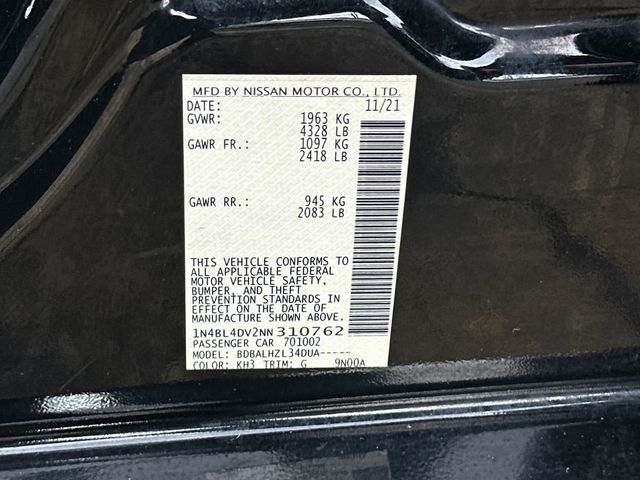 MFD BY NISSAN MOTOR CO., LTD.
DATE: 11/21
GVWR: 1963 KG
4328 LB
GAWR FR.: 1097 KG
2418 LB
GAWR RR.: 945 KG
2083 LB
THIS VEHICLE CONFORMS TO
ALL APPLICABLE FEDERAL
MOTOR VEHICLE SAFETY,
BUMPER, AND THEFT
PREVENTION STANDARDS IN
EFFECT ON THE DATE OF
MANUFACTURE SHOWN ABOVE.
1N4BL4DV2NN310762
PASSENGER CAR 701002
MODEL: BDBALHZL34DUA-----
COLOR: KH3 TRIM: G 9N00A